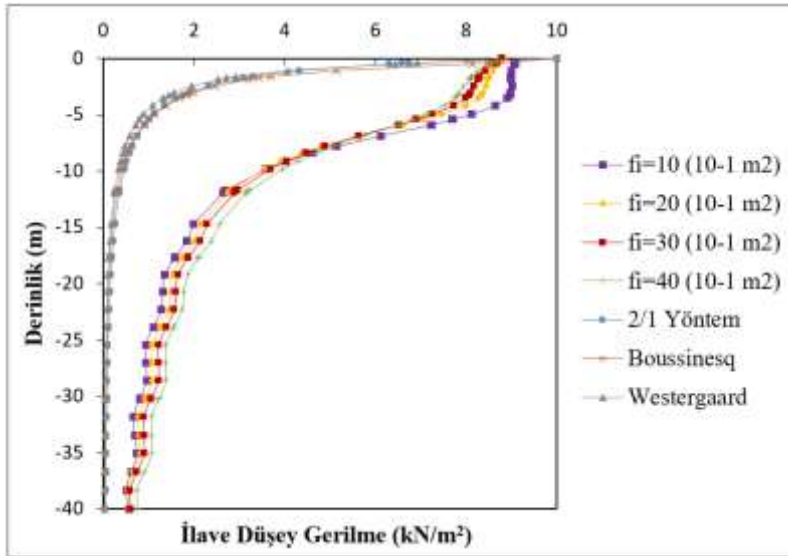 0 2 4 6 8 10
0
-5
-10
-15
-20
-25
-30
-35
-40
Derinlik (m)
İlave Düşey Gerilme (kN/m²)
fi=10 (10-1 m2)
fi=20 (10-1 m2)
fi=30 (10-1 m2)
fi=40 (10-1 m2)
2/1 Yöntem
Boussinesq
Westergaard